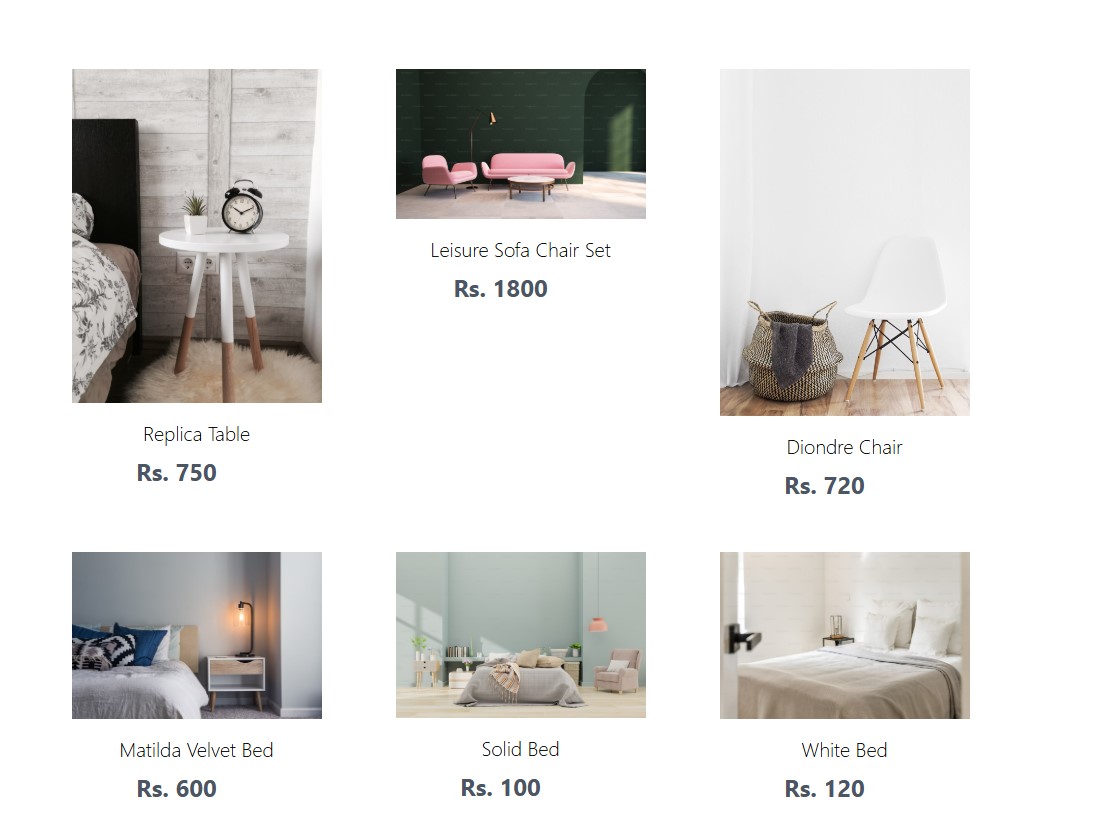 Replica Table
Rs. 750
Leisure Sofa Chair Set
Rs. 1800
Diondre Chair
Rs. 720
Matilda Velvet Bed
Rs. 600
Solid Bed
Rs. 100
White Bed
Rs. 120